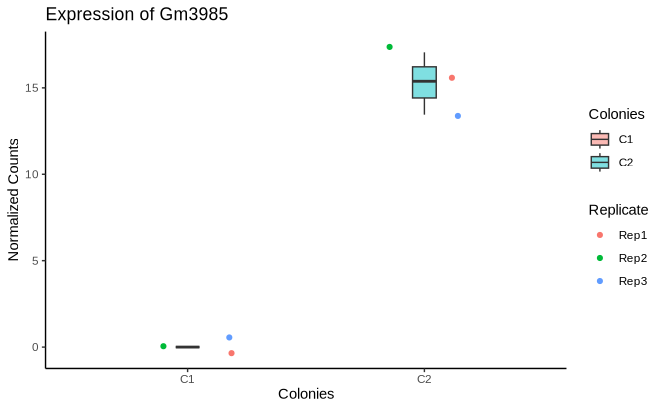 Expression of Gm3985
Normalized Counts
15
10
5
0
C1
C2
Colonies
Colonies
C1
C2
Replicate
Rep1
Rep2
Rep3